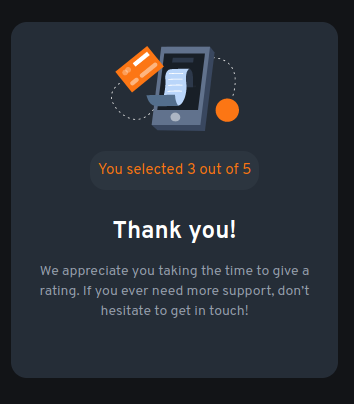 You selected 3 out of 5
Thank you!
We appreciate you taking the time to give a
rating. If you ever need more support, don't
hesitate to get in touch!